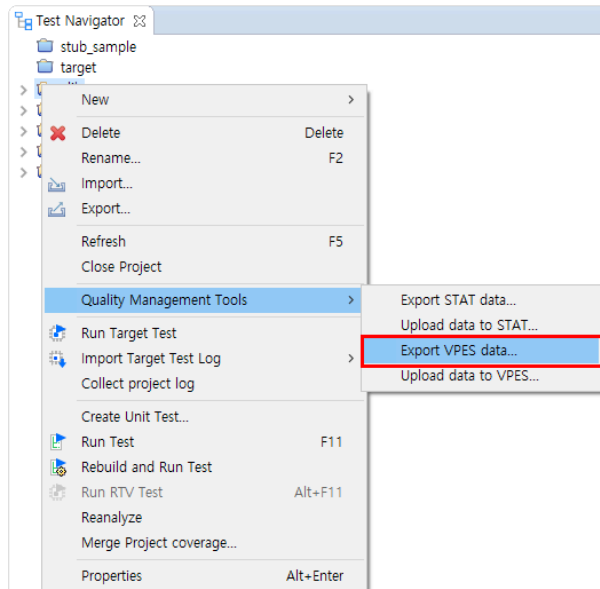 Test Navigator
stub_sample
target
New
Delete Delete
Rename... F2
Import...
Export...
Refresh F5
Close Project
Quality Management Tools
Export STAT data...
Upload data to STAT...
Export VPES data...
Upload data to VPES...
Run Target Test
Import Target Test Log
Collect project log
Create Unit Test...
Run Test F11
Rebuild and Run Test
Run RTV Test Alt+F11
Reanalyze
Merge Project coverage...
Properties Alt+Enter